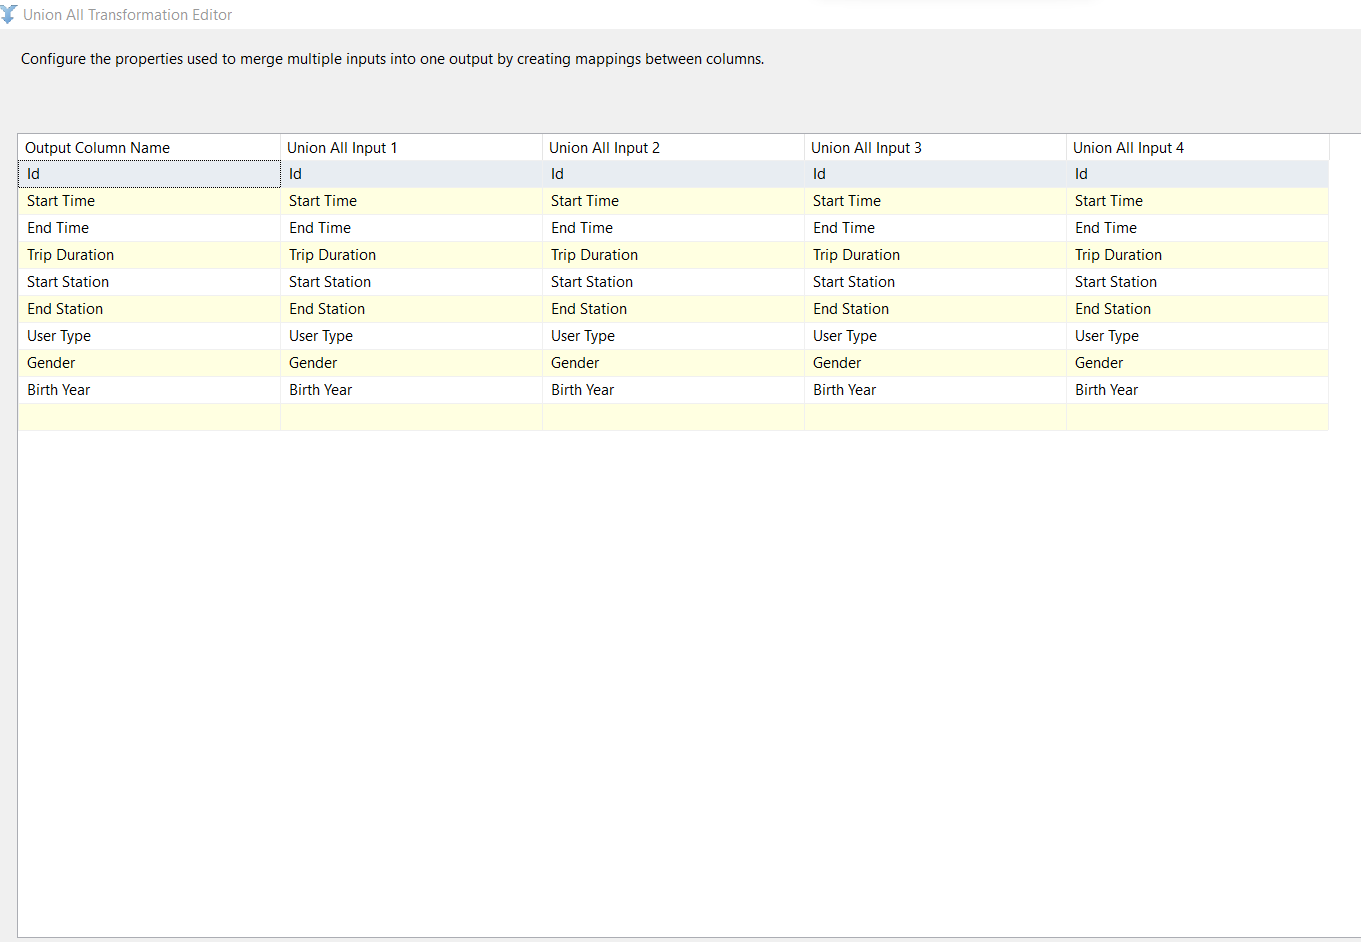 Union All Transformation Editor
Configure the properties used to merge multiple inputs into one output by creating mappings between columns.
Output Column Name Union All Input 1 Union All Input 2 Union All Input 3 Union All Input 4
Id Id Id Id Id
Start Time Start Time Start Time Start Time Start Time
End Time End Time End Time End Time End Time
Trip Duration Trip Duration Trip Duration Trip Duration Trip Duration
Start Station Start Station Start Station Start Station Start Station
End Station End Station End Station End Station End Station
User Type User Type User Type User Type User Type
Gender Gender Gender Gender Gender
Birth Year Birth Year Birth Year Birth Year Birth Year